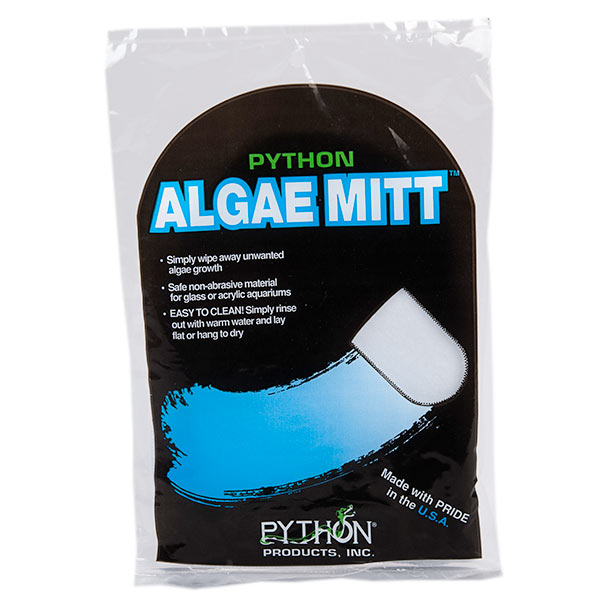 PYTHON
ALGAE MITT™
• Simply wipe away unwanted
algae growth
• Safe non-abrasive material
for glass or acrylic aquariums
• EASY TO CLEAN! Simply rinse
out with warm water and lay
flat or hang to dry
Made with PRIDE
in the U.S.A.
PYTHON®
PRODUCTS, INC.